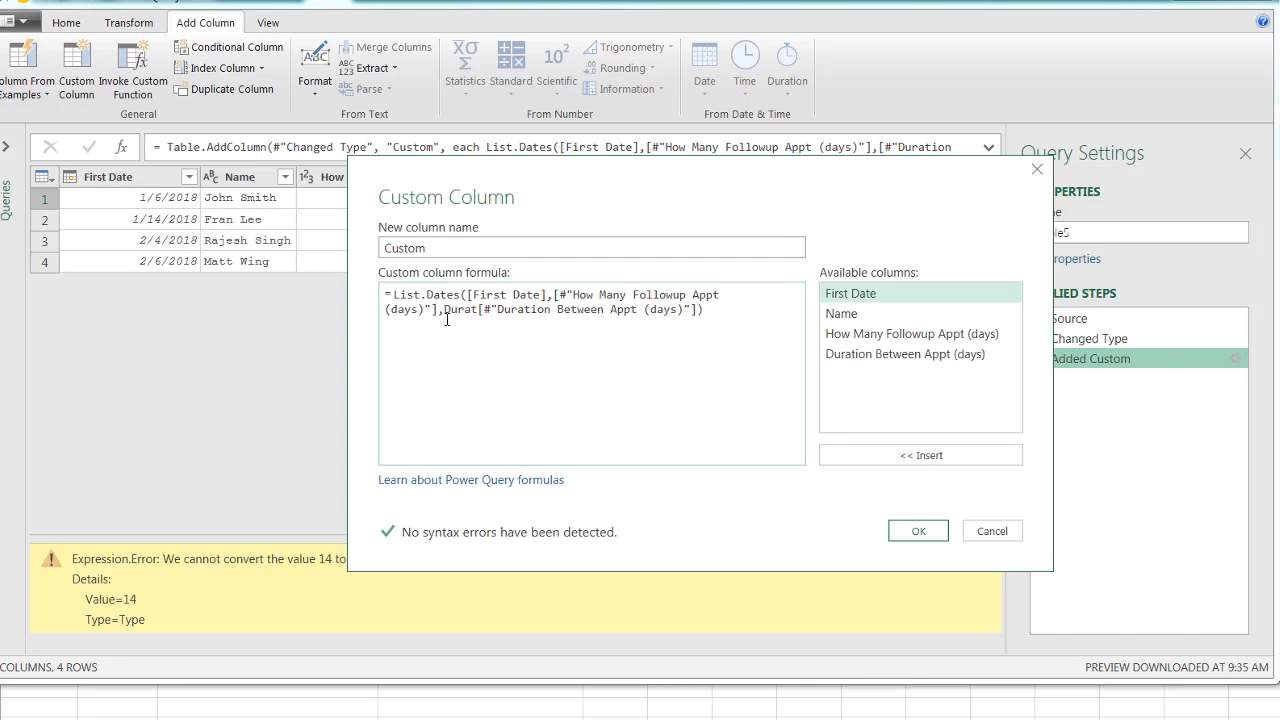 Home
Transform
Add Column
View
Column From
Examples
Custom
Column
Invoke Custom
Function
Conditional Column
Index Column
Duplicate Column
General
Format
Merge Columns
Extract
Parse
From Text
Statistics
Standard
Scientific
Trigonometry
Rounding
Information
From Number
Date
Time
Duration
From Date & Time
= Table.AddColumn(#"Changed Type", "Custom", each List.Dates([First Date],[#"How Many Followup Appt (days)"],[#"Duration
Queries
First Date
Name
How
1 1/6/2018 John Smith
2 1/14/2018 Fran Lee
3 2/4/2018 Rajesh Singh
4 2/6/2018 Matt Wing
Custom Column
New column name
Custom
Custom column formula:
=List.Dates([First Date],[#"How Many Followup Appt
(days)"],Durat[#"Duration Between Appt (days)"])
Available columns:
First Date
Name
How Many Followup Appt (days)
Duration Between Appt (days)
<< Insert
Learn about Power Query formulas
No syntax errors have been detected.
OK
Cancel
Query Settings
PERTIES
me
le5
roperties
LIED STEPS
Source
Changed Type
Added Custom
Expression.Error: We cannot convert the value 14 to
Details:
Value=14
Type=Type
COLUMNS, 4 ROWS
PREVIEW DOWNLOADED AT 9:35 AM